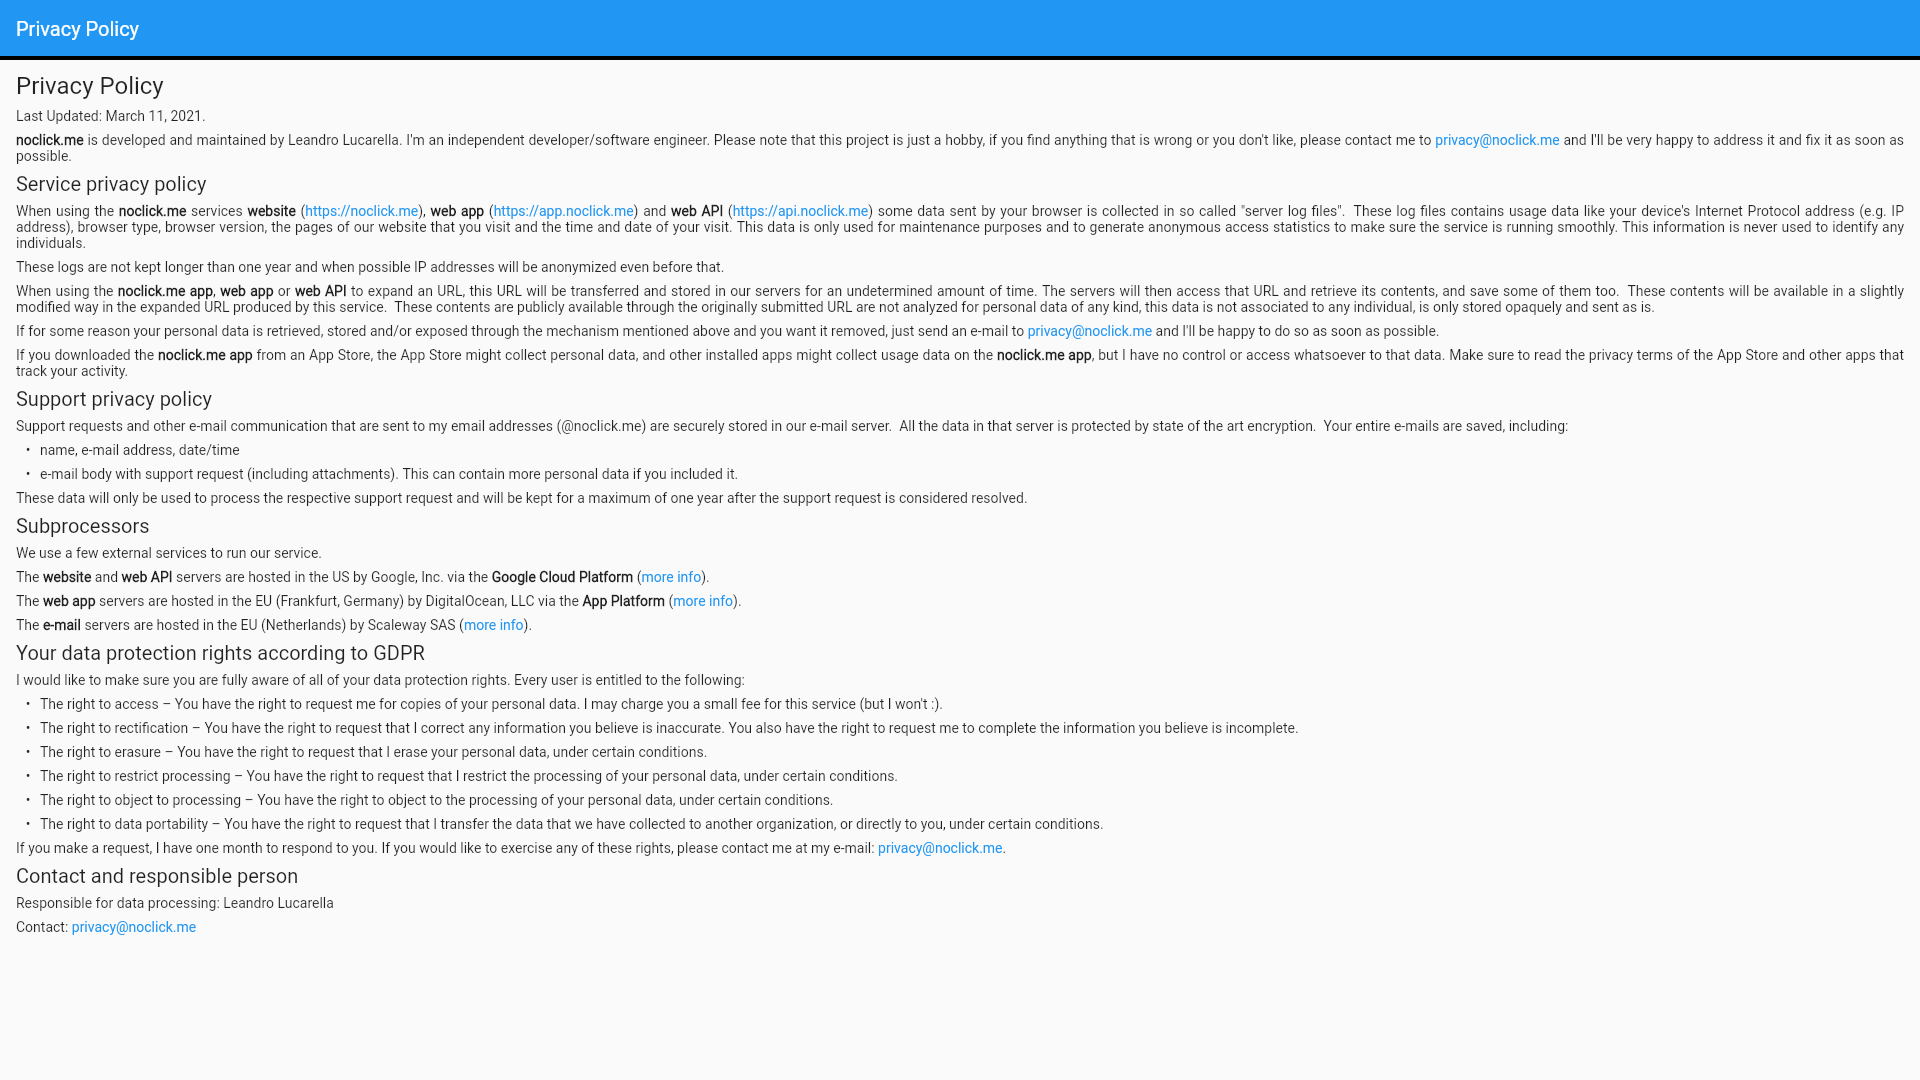 Privacy Policy
Privacy Policy
Last Updated: March 11, 2021.
noclick.me is developed and maintained by Leandro Lucarella. I'm an independent developer/software engineer. Please note that this project is just a hobby, if you find anything that is wrong or you don't like, please contact me to privacy@noclick.me and I'll be very happy to address it and fix it as soon as
possible.
Service privacy policy
When using the noclick.me services website (https://noclick.me), web app (https://app.noclick.me) and web API (https://api.noclick.me) some data sent by your browser is collected in so called "server log files".  These log files contains usage data like your device's Internet Protocol address (e.g. IP
address), browser type, browser version, the pages of our website that you visit and the time and date of your visit. This data is only used for maintenance purposes and to generate anonymous access statistics to make sure the service is running smoothly. This information is never used to identify any
individuals.
These logs are not kept longer than one year and when possible IP addresses will be anonymized even before that.
When using the noclick.me app, web app or web API to expand an URL, this URL will be transferred and stored in our servers for an undetermined amount of time. The servers will then access that URL and retrieve its contents, and save some of them too.  These contents will be available in a slightly
modified way in the expanded URL produced by this service.  These contents are publicly available through the originally submitted URL are not analyzed for personal data of any kind, this data is not associated to any individual, is only stored opaquely and sent as is.
If for some reason your personal data is retrieved, stored and/or exposed through the mechanism mentioned above and you want it removed, just send an e-mail to privacy@noclick.me and I'll be happy to do so as soon as possible.
If you downloaded the noclick.me app from an App Store, the App Store might collect personal data, and other installed apps might collect usage data on the noclick.me app, but I have no control or access whatsoever to that data. Make sure to read the privacy terms of the App Store and other apps that
track your activity.
Support privacy policy
Support requests and other e-mail communication that are sent to my email addresses (@noclick.me) are securely stored in our e-mail server.  All the data in that server is protected by state of the art encryption.  Your entire e-mails are saved, including:
• name, e-mail address, date/time
• e-mail body with support request (including attachments). This can contain more personal data if you included it.
These data will only be used to process the respective support request and will be kept for a maximum of one year after the support request is considered resolved.
Subprocessors
We use a few external services to run our service.
The website and web API servers are hosted in the US by Google, Inc. via the Google Cloud Platform (more info).
The web app servers are hosted in the EU (Frankfurt, Germany) by DigitalOcean, LLC via the App Platform (more info).
The e-mail servers are hosted in the EU (Netherlands) by Scaleway SAS (more info).
Your data protection rights according to GDPR
I would like to make sure you are fully aware of all of your data protection rights. Every user is entitled to the following:
• The right to access – You have the right to request me for copies of your personal data. I may charge you a small fee for this service (but I won't :).
• The right to rectification – You have the right to request that I correct any information you believe is inaccurate. You also have the right to request me to complete the information you believe is incomplete.
• The right to erasure – You have the right to request that I erase your personal data, under certain conditions.
• The right to restrict processing – You have the right to request that I restrict the processing of your personal data, under certain conditions.
• The right to object to processing – You have the right to object to the processing of your personal data, under certain conditions.
• The right to data portability – You have the right to request that I transfer the data that we have collected to another organization, or directly to you, under certain conditions.
If you make a request, I have one month to respond to you. If you would like to exercise any of these rights, please contact me at my e-mail: privacy@noclick.me.
Contact and responsible person
Responsible for data processing: Leandro Lucarella
Contact: privacy@noclick.me